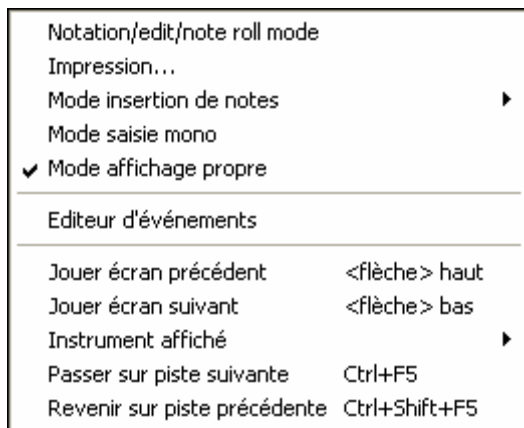 Notation/edit/note roll mode
Impression...
Mode insertion de notes
Mode saisie mono
Mode affichage propre
Editeur d'événements
Jouer écran précédent <flèche> haut
Jouer écran suivant <flèche> bas
Instrument affiché
Passer sur piste suivante Ctrl+F5
Revenir sur piste précédente Ctrl+Shift+F5